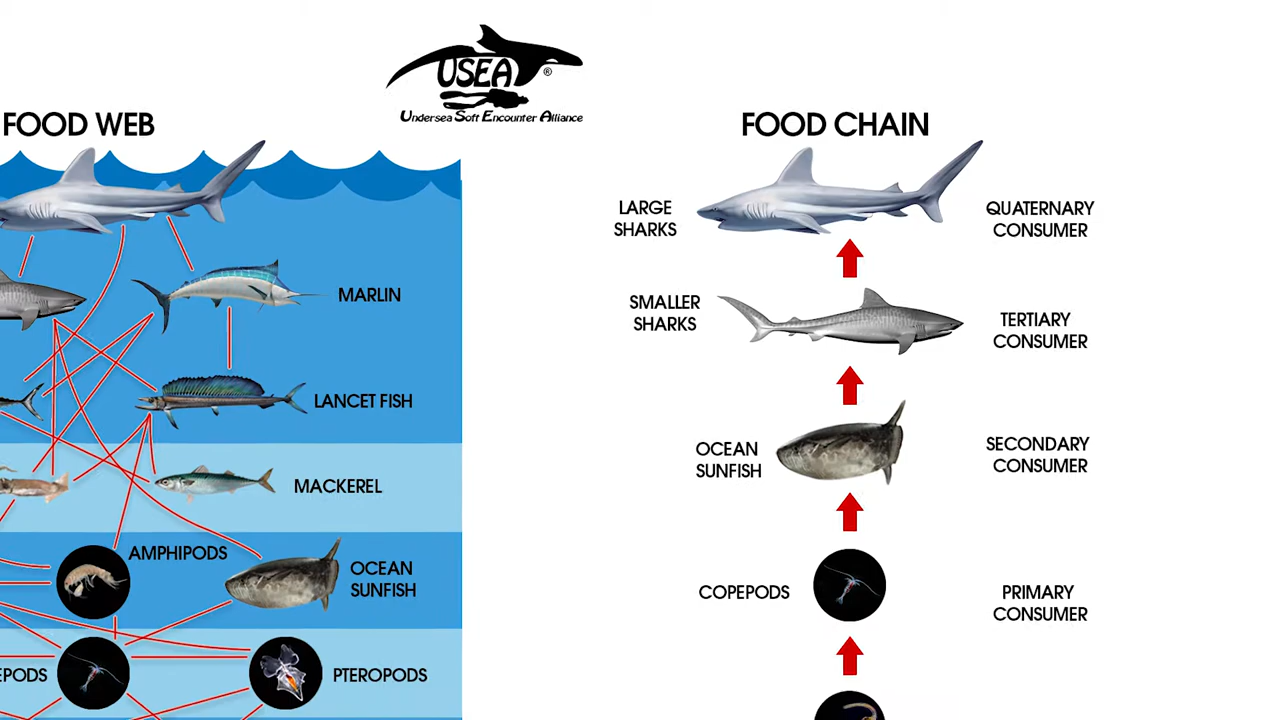 USEA®
Undersea Soft Encounter Alliance
FOOD WEB
MARLIN
LANCET FISH
MACKEREL
AMPHIPODS
OCEAN
SUNFISH
EPODS
PTEROPODS
FOOD CHAIN
LARGE
SHARKS
QUATERNARY
CONSUMER
SMALLER
SHARKS
TERTIARY
CONSUMER
OCEAN
SUNFISH
SECONDARY
CONSUMER
COPEPODS
PRIMARY
CONSUMER